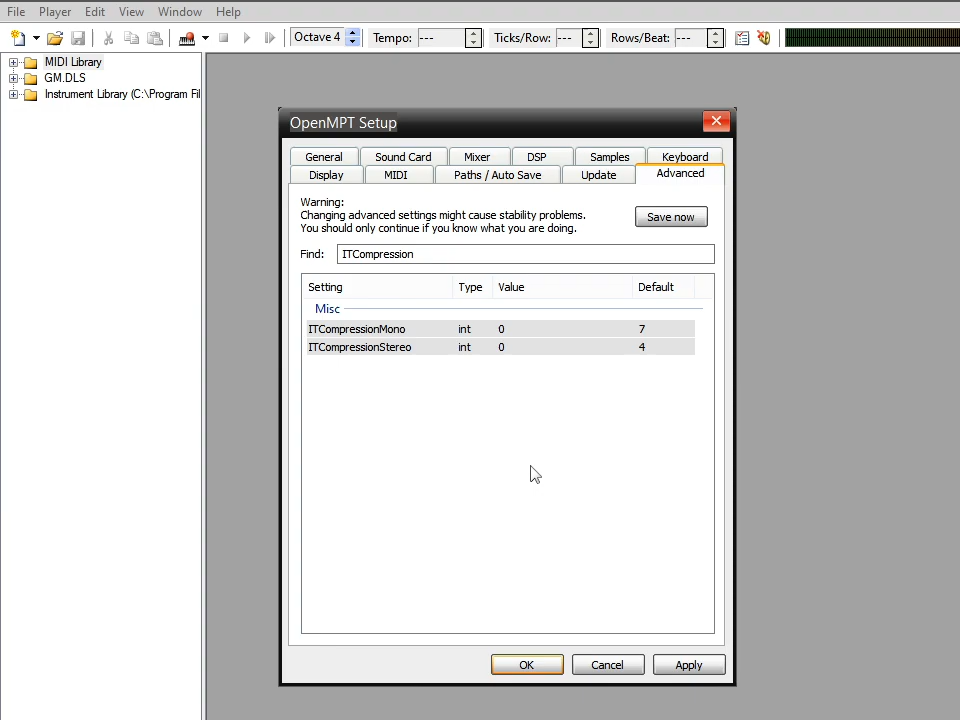 File Player Edit View Window Help
Octave 4 Tempo: --- Ticks/Row: --- Rows/Beat: ---
MIDI Library
GM.DLS
Instrument Library (C:\Program Fil
OpenMPT Setup
General Sound Card Mixer DSP Samples Keyboard
Display MIDI Paths / Auto Save Update Advanced
Warning:
Changing advanced settings might cause stability problems.
You should only continue if you know what you are doing.
Save now
Find: ITCompression
Setting Type Value Default
Misc
ITCompressionMono int 0 7
ITCompressionStereo int 0 4
OK Cancel Apply